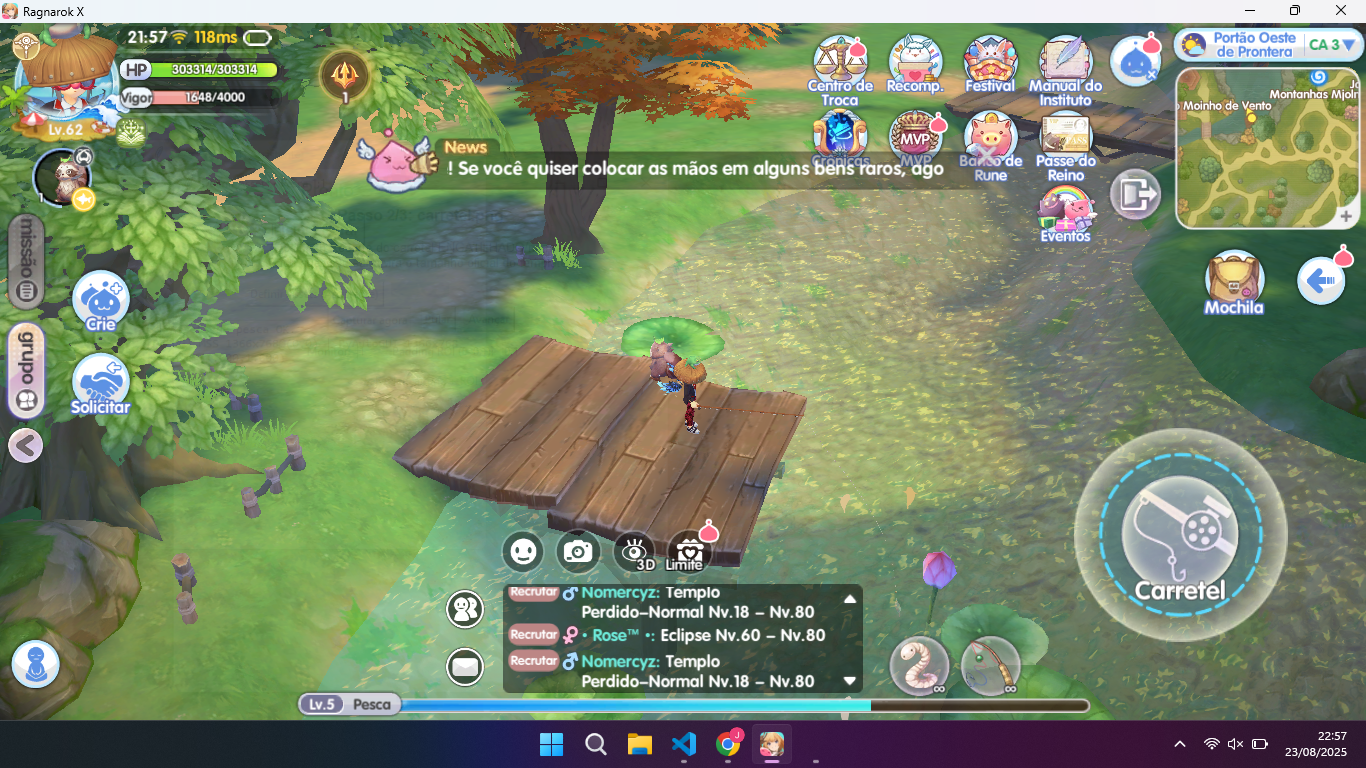 Ragnarok X
21:57 118ms
HP 303314/303314
Vigor 1648/4000
Lv.62
1
1
missão
grupo
Crie
Solicitar
News
! Se você quiser colocar as mãos em alguns bens raros, ago
Centro de Troca
Recomp.
Festival
Manual do Instituto
Crônicas
MVP
MVP
Banco de Rune
Passe do Reino
Eventos
Portão Oeste de Prontera
CA 3
Moinho de Vento
Montanhas Mjoln
Mochila
Carretel
3D
Limite
Recrutar Nomercyz: Templo
Perdido-Normal Nv.18 - Nv.80
Recrutar • Rose™ •: Eclipse Nv.60 - Nv.80
Recrutar Nomercyz: Templo
Perdido-Normal Nv.18 - Nv.80
∞
∞
Lv.5 Pesca
J
22:57
23/08/2025